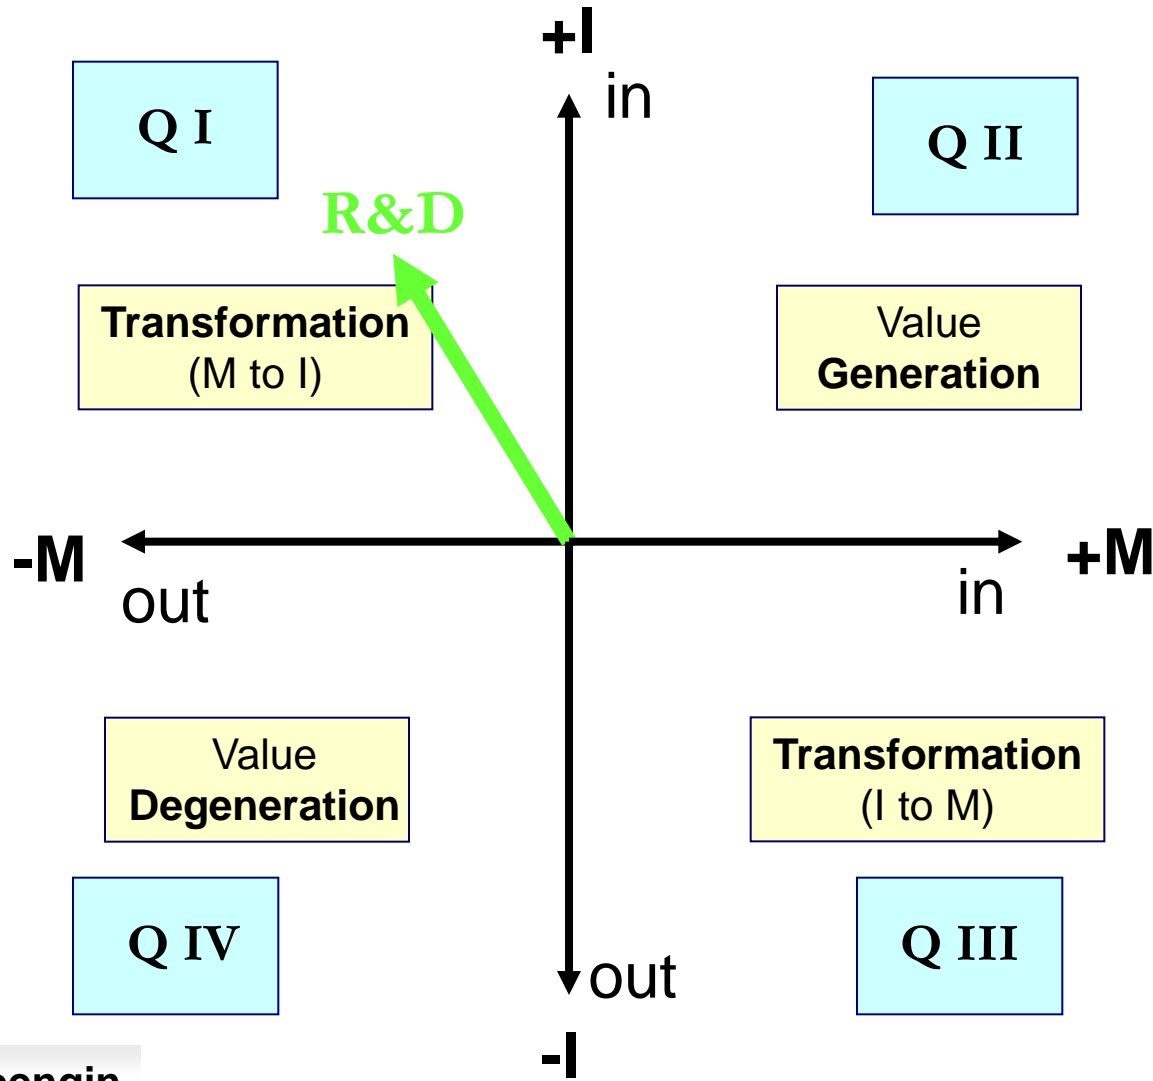 +I
in
Q I
Q II
R&D
Transformation
(M to I)
Value
Generation
-M
+M
out
in
Value
Degeneration
Transformation
(I to M)
Q IV
Q III
out
-I